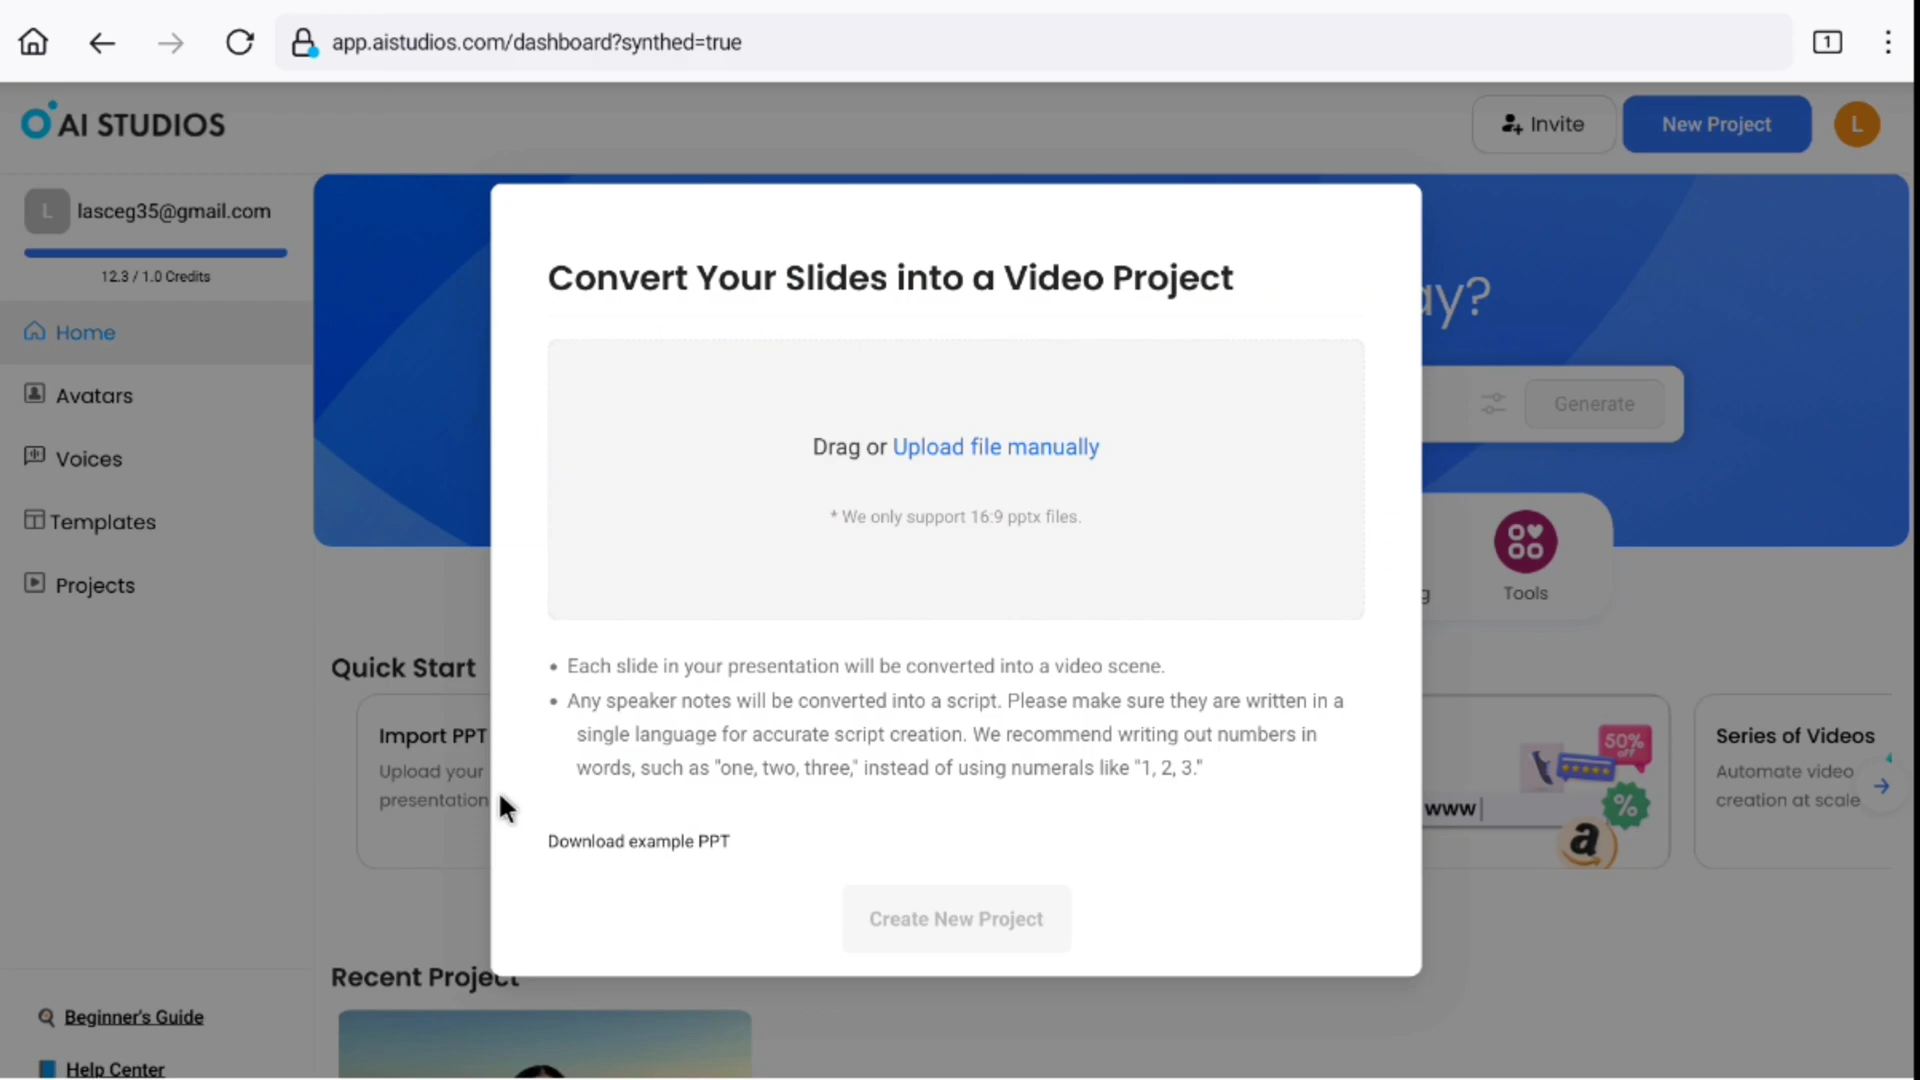 app.aistudios.com/dashboard?synthed=true
1
AI STUDIOS
Invite
New Project
L
L
lasceg35@gmail.com
12.3 / 1.0 Credits
Home
Avatars
Voices
Templates
Projects
Beginner's Guide
Help Center
ay?
Generate
g
Tools
Convert Your Slides into a Video Project
Drag or Upload file manually
* We only support 16:9 pptx files.
• Each slide in your presentation will be converted into a video scene.
• Any speaker notes will be converted into a script. Please make sure they are written in a
single language for accurate script creation. We recommend writing out numbers in
words, such as "one, two, three," instead of using numerals like "1, 2, 3."
Download example PPT
Create New Project
Quick Start
Import PPT
Upload your
presentation
www
50%
OFF
%
a
Series of Videos
Automate video
creation at scale
4
Recent Project